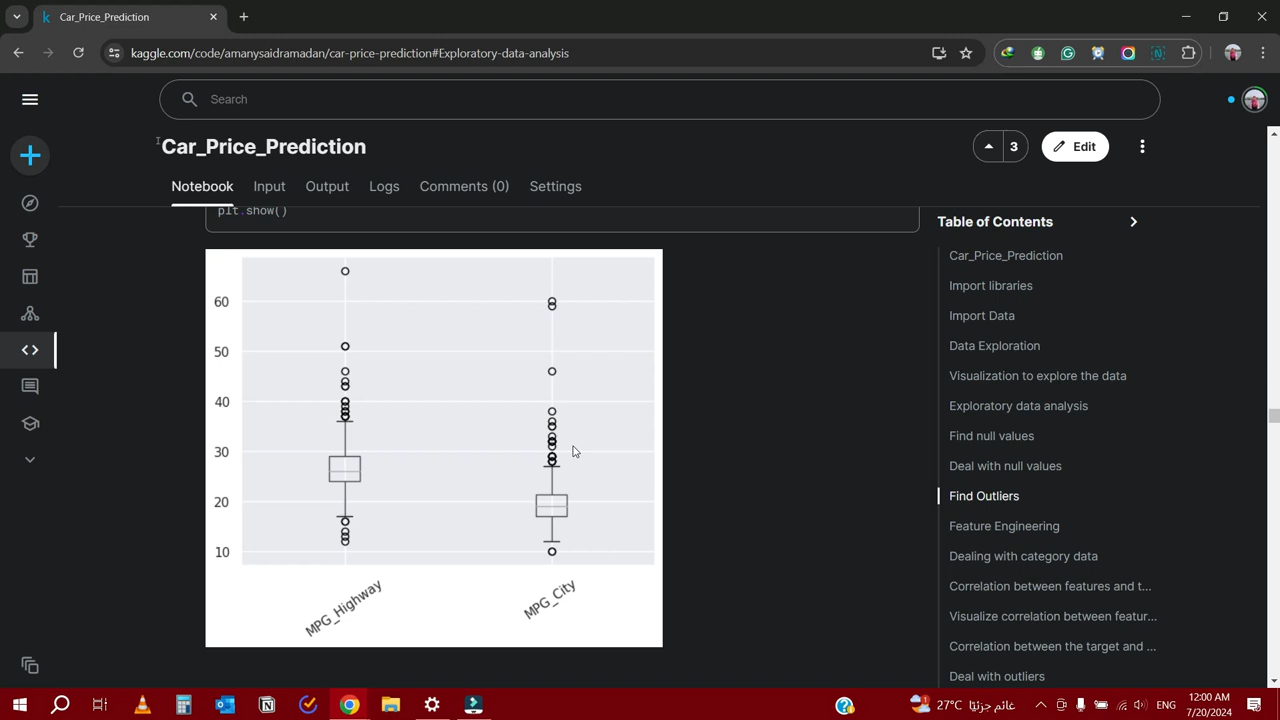 Car_Price_Prediction
kaggle.com/code/amanysaidramadan/car-price-prediction#Exploratory-data-analysis
Search
Car_Price_Prediction
3
Edit
Notebook
Input
Output
Logs
Comments (0)
Settings
plt.show()
60
50
40
30
20
10
MPG_Highway
MPG_City
Table of Contents
Car_Price_Prediction
Import libraries
Import Data
Data Exploration
Visualization to explore the data
Exploratory data analysis
Find null values
Deal with null values
Find Outliers
Feature Engineering
Dealing with category data
Correlation between features and t...
Visualize correlation between featur...
Correlation between the target and ...
Deal with outliers
27°C غائم جزئيًا
ENG
12:00 AM
7/20/2024